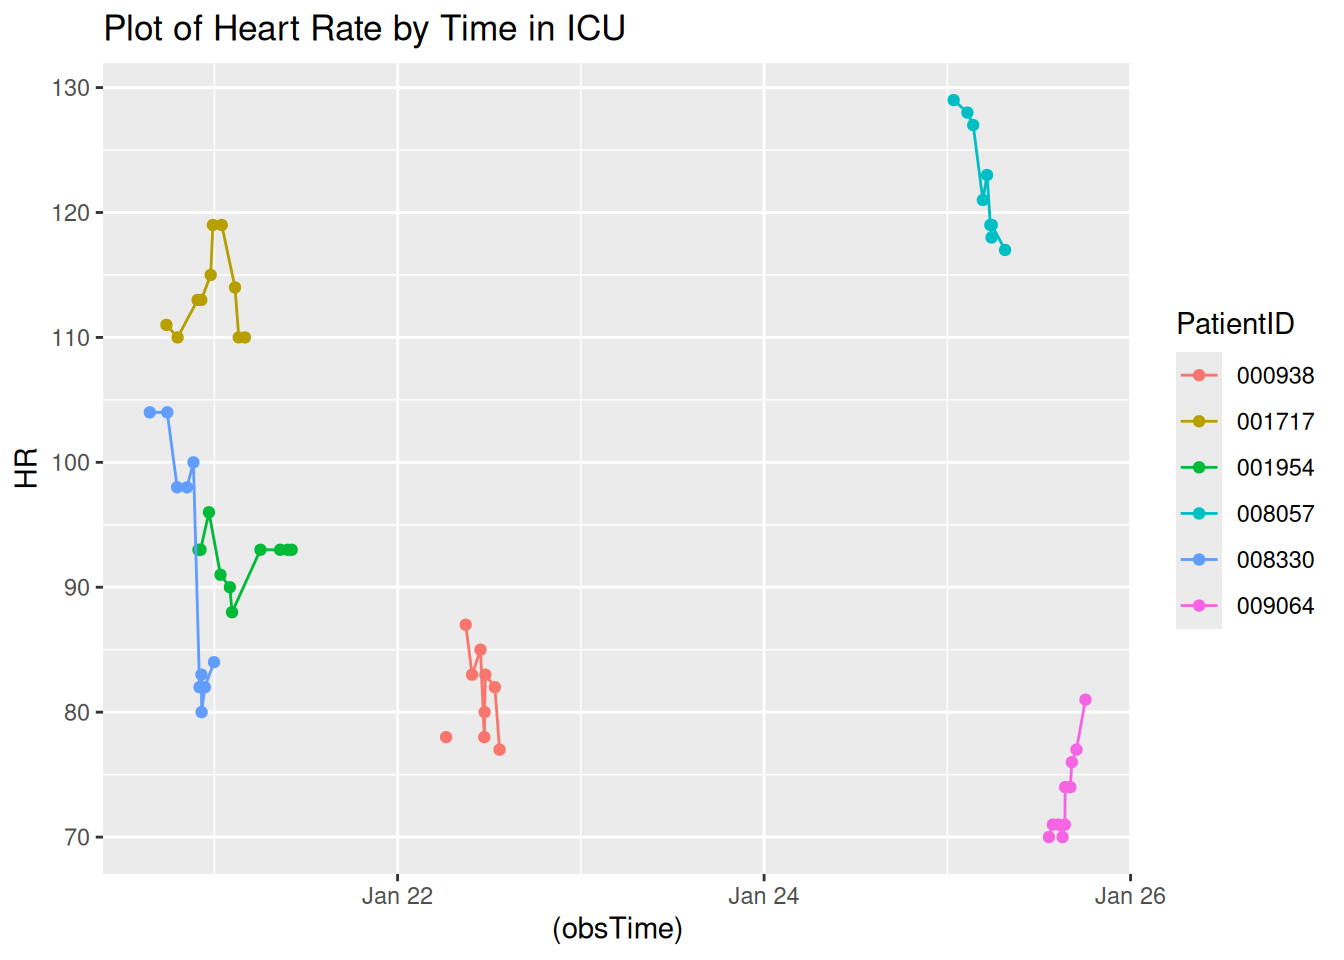 Plot of Heart Rate by Time in ICU
130
120
110
100
90
80
70
HR
Jan 22
Jan 24
Jan 26
(obsTime)
PatientID
000938
001717
001954
008057
008330
009064